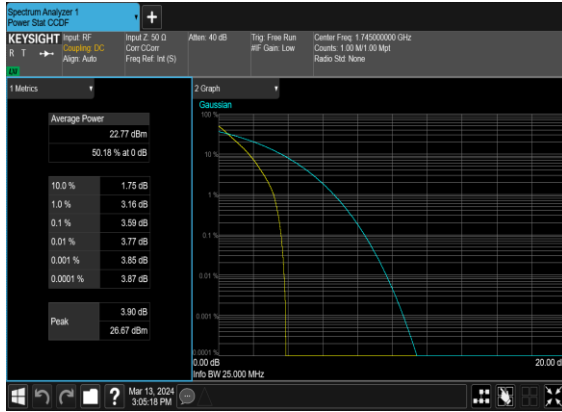 Spectrum Analyzer 1
Power Stat CCDF
KEYSIGHT
R T
LU
Input: RF
Coupling: DC
Align: Auto
Input Z: 50 Ω
Corr CCorr
Freq Ref: Int (S)
Atten: 40 dB
Trig: Free Run
#IF Gain: Low
Center Freq: 1.745000000 GHz
Counts: 1.00 M/1.00 Mpt
Radio Std: None
1 Metrics
Average Power
22.77 dBm
50.18 % at 0 dB
10.0 % 1.75 dB
1.0 % 3.16 dB
0.1 % 3.59 dB
0.01 % 3.77 dB
0.001 % 3.85 dB
0.0001 % 3.87 dB
Peak
3.90 dB
26.67 dBm
2 Graph
Gaussian
100 %
10 %
1 %
0.1 %
0.01 %
0.001 %
0.0001 %
0.00 dB
20.00 d
Info BW 25.000 MHz
Mar 13, 2024
3:05:18 PM